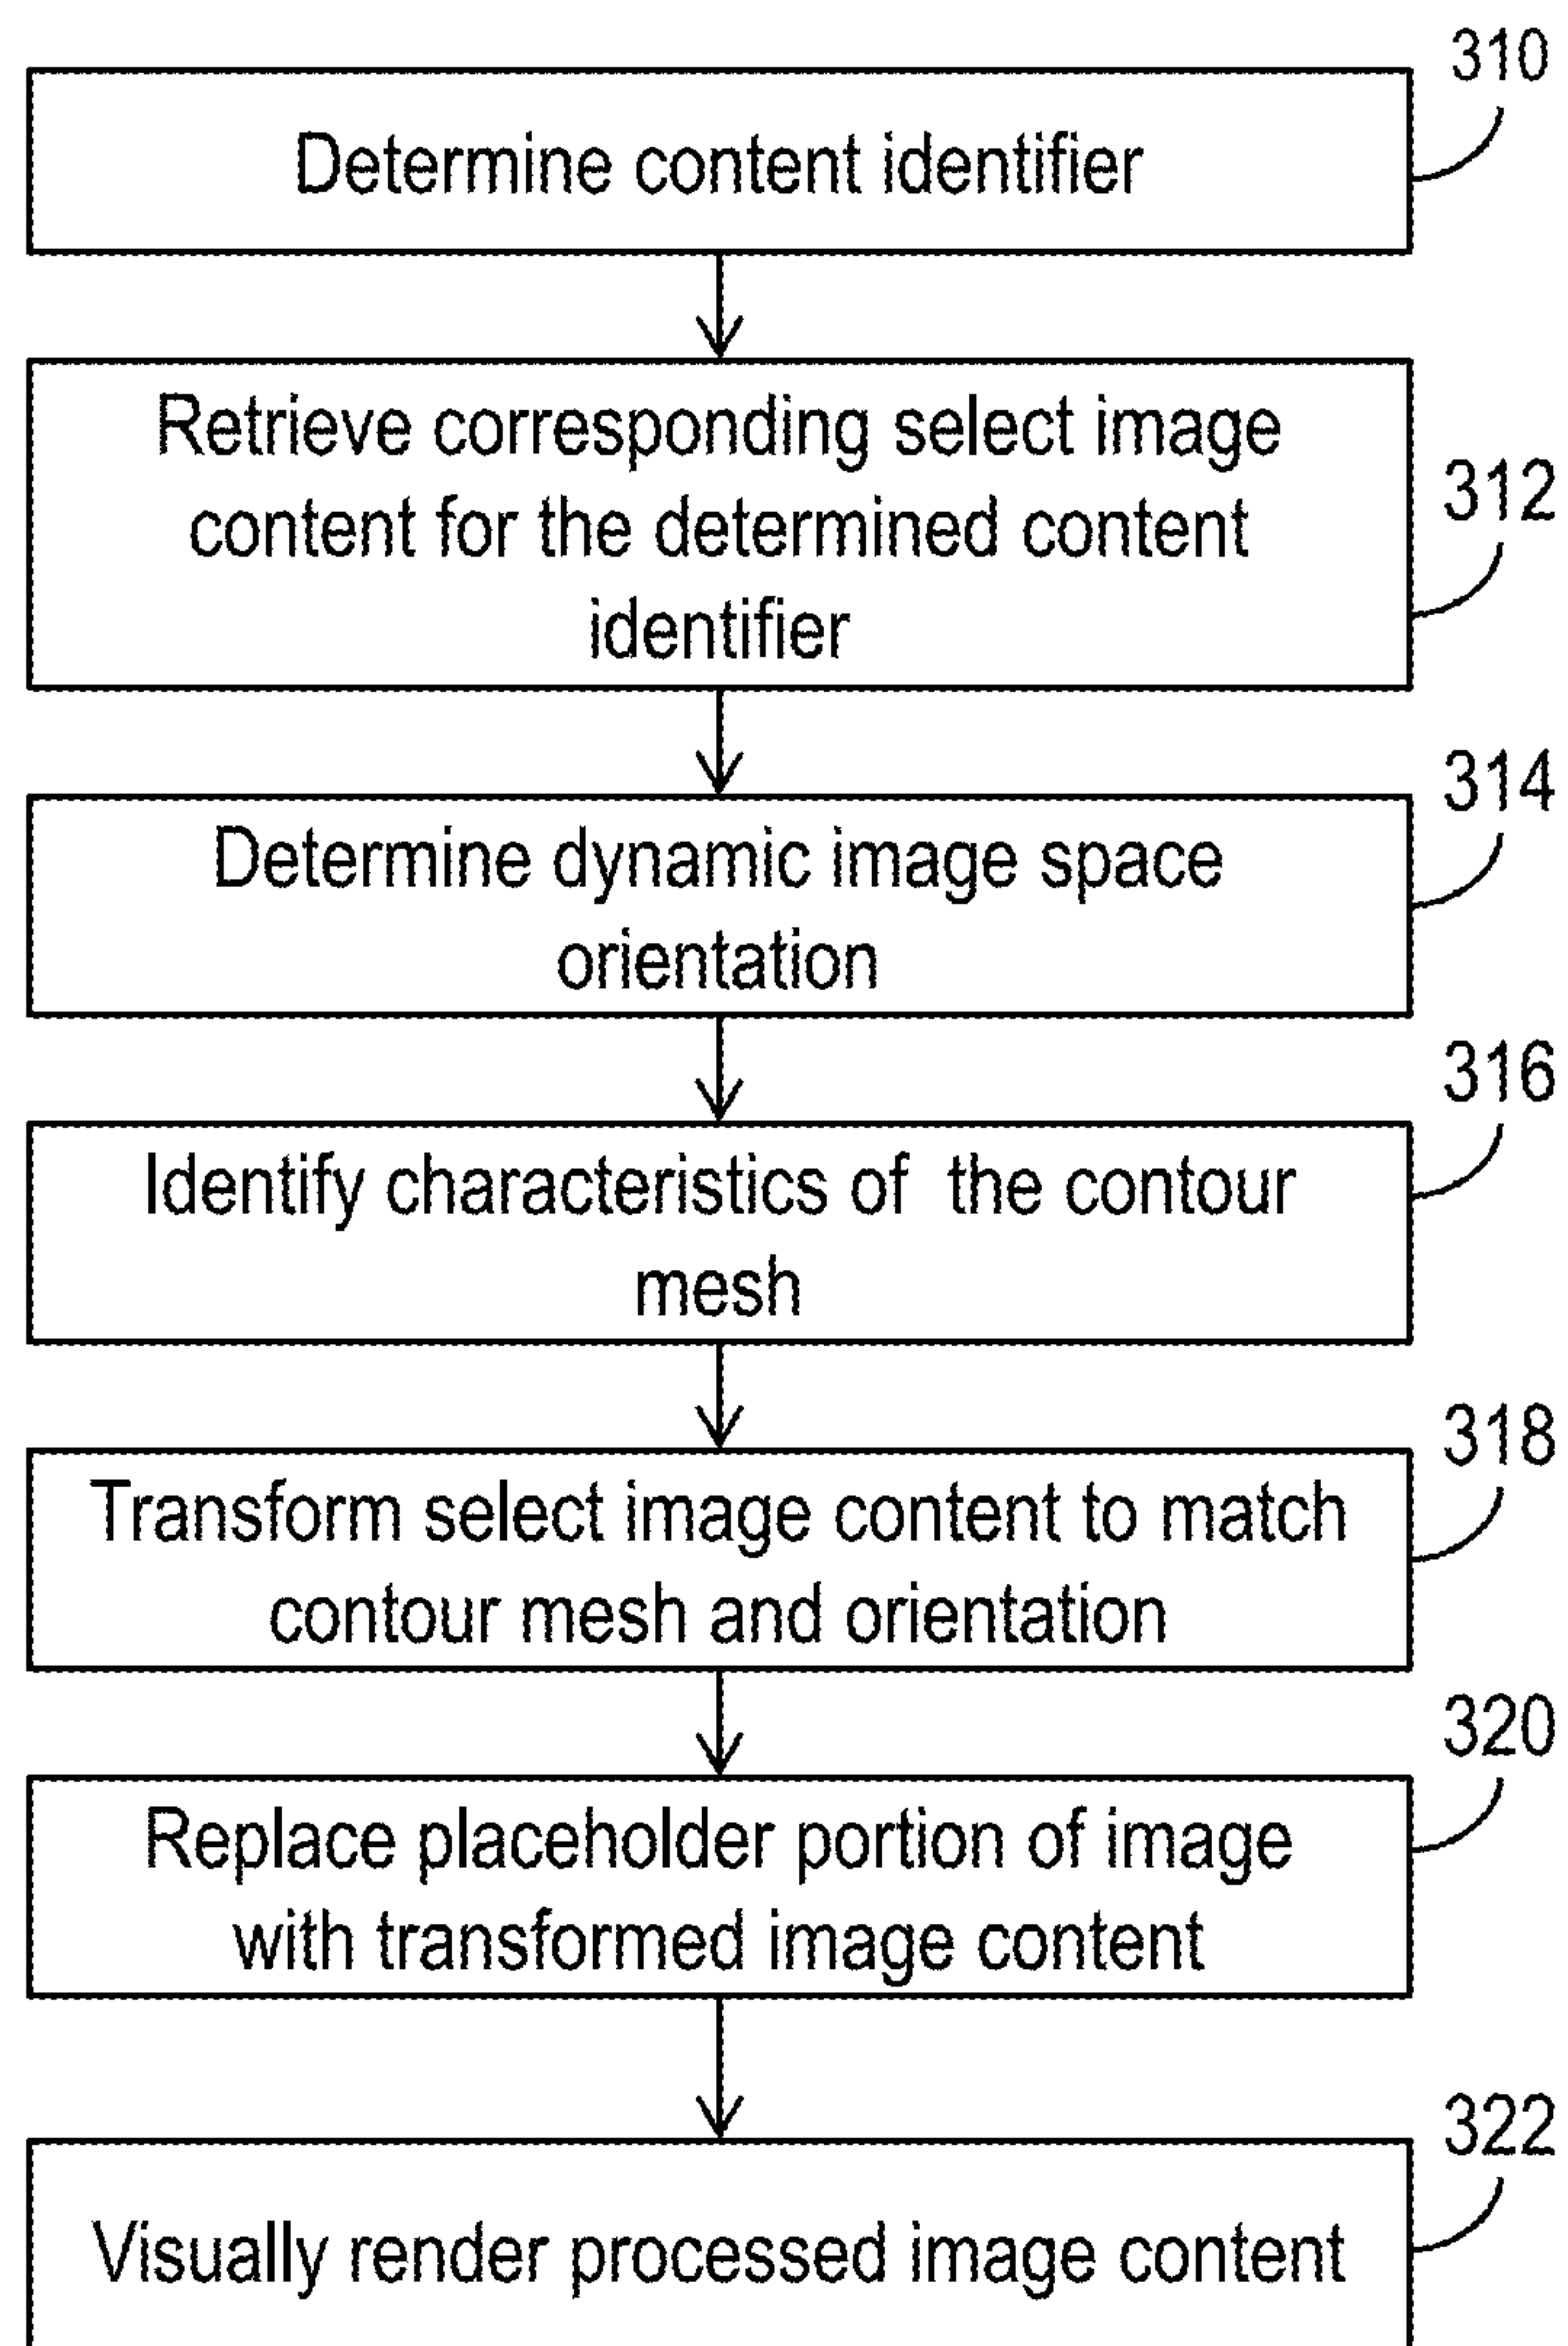 310
Determine content identifier
Retrieve corresponding select image
content for the determined content
identifier
312
Determine dynamic image space
orientation
314
Identify characteristics of the contour
mesh
316
Transform select image content to match
contour mesh and orientation
318
Replace placeholder portion of image
with transformed image content
320
Visually render processed image content
322